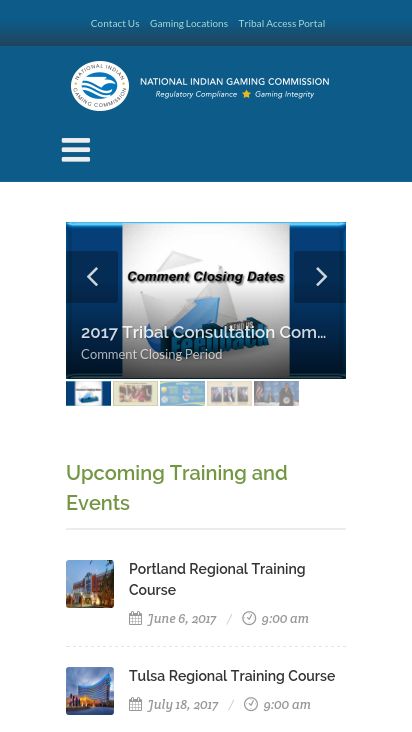 Contact Us Gaming Locations Tribal Access Portal
NATIONAL INDIAN GAMING COMMISSION
NATIONAL INDIAN GAMING COMMISSION
Regulatory Compliance ★ Gaming Integrity
Comment Closing Dates
Feedback
2017 Tribal Consultation Com...
Comment Closing Period
Upcoming Training and
Events
Portland Regional Training
Course
June 6, 2017 / 9:00 am
Tulsa Regional Training Course
July 18, 2017 / 9:00 am